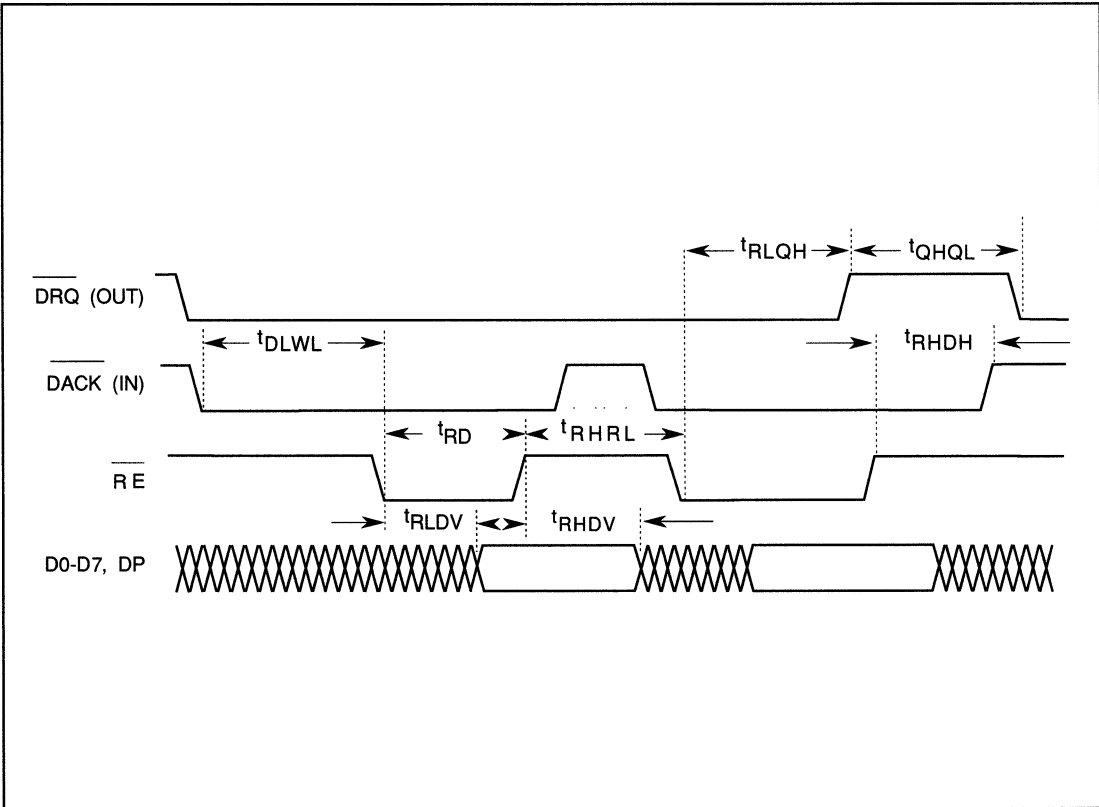 tRLQH tQHQL
DRQ (OUT)
tDLWL tRHDH
DACK (IN)
tRD tRHRL
RE
tRLDV tRHDV
D0-D7, DP